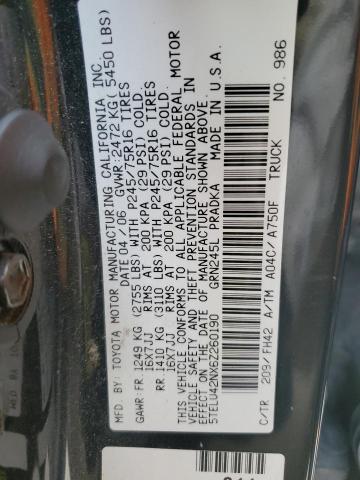 MFD. BY: TOYOTA MOTOR MANUFACTURING CALIFORNIA INC.
DATE 04/06 GVWR:2472 KG ( 5450 LBS)
GAWR: FR. 1249 KG (2755 LBS) WITH P245/75R16 TIRES
16X7JJ RIMS AT 200 KPA (29 PSI) COLD.
RR. 1410 KG (3110 LBS) WITH P245/75R16 TIRES
16X7JJ RIMS AT 200 KPA (29 PSI) COLD.
THIS VEHICLE CONFORMS TO ALL APPLICABLE FEDERAL MOTOR
VEHICLE SAFETY AND THEFT PREVENTION STANDARDS IN
EFFECT ON THE DATE OF MANUFACTURE SHOWN ABOVE.
5TELU42NX6Z260190 GRN245L PRADKA MADE IN U.S.A.
C/TR 209/FH42 A/TM A04C/A750F TRUCK NO. 986